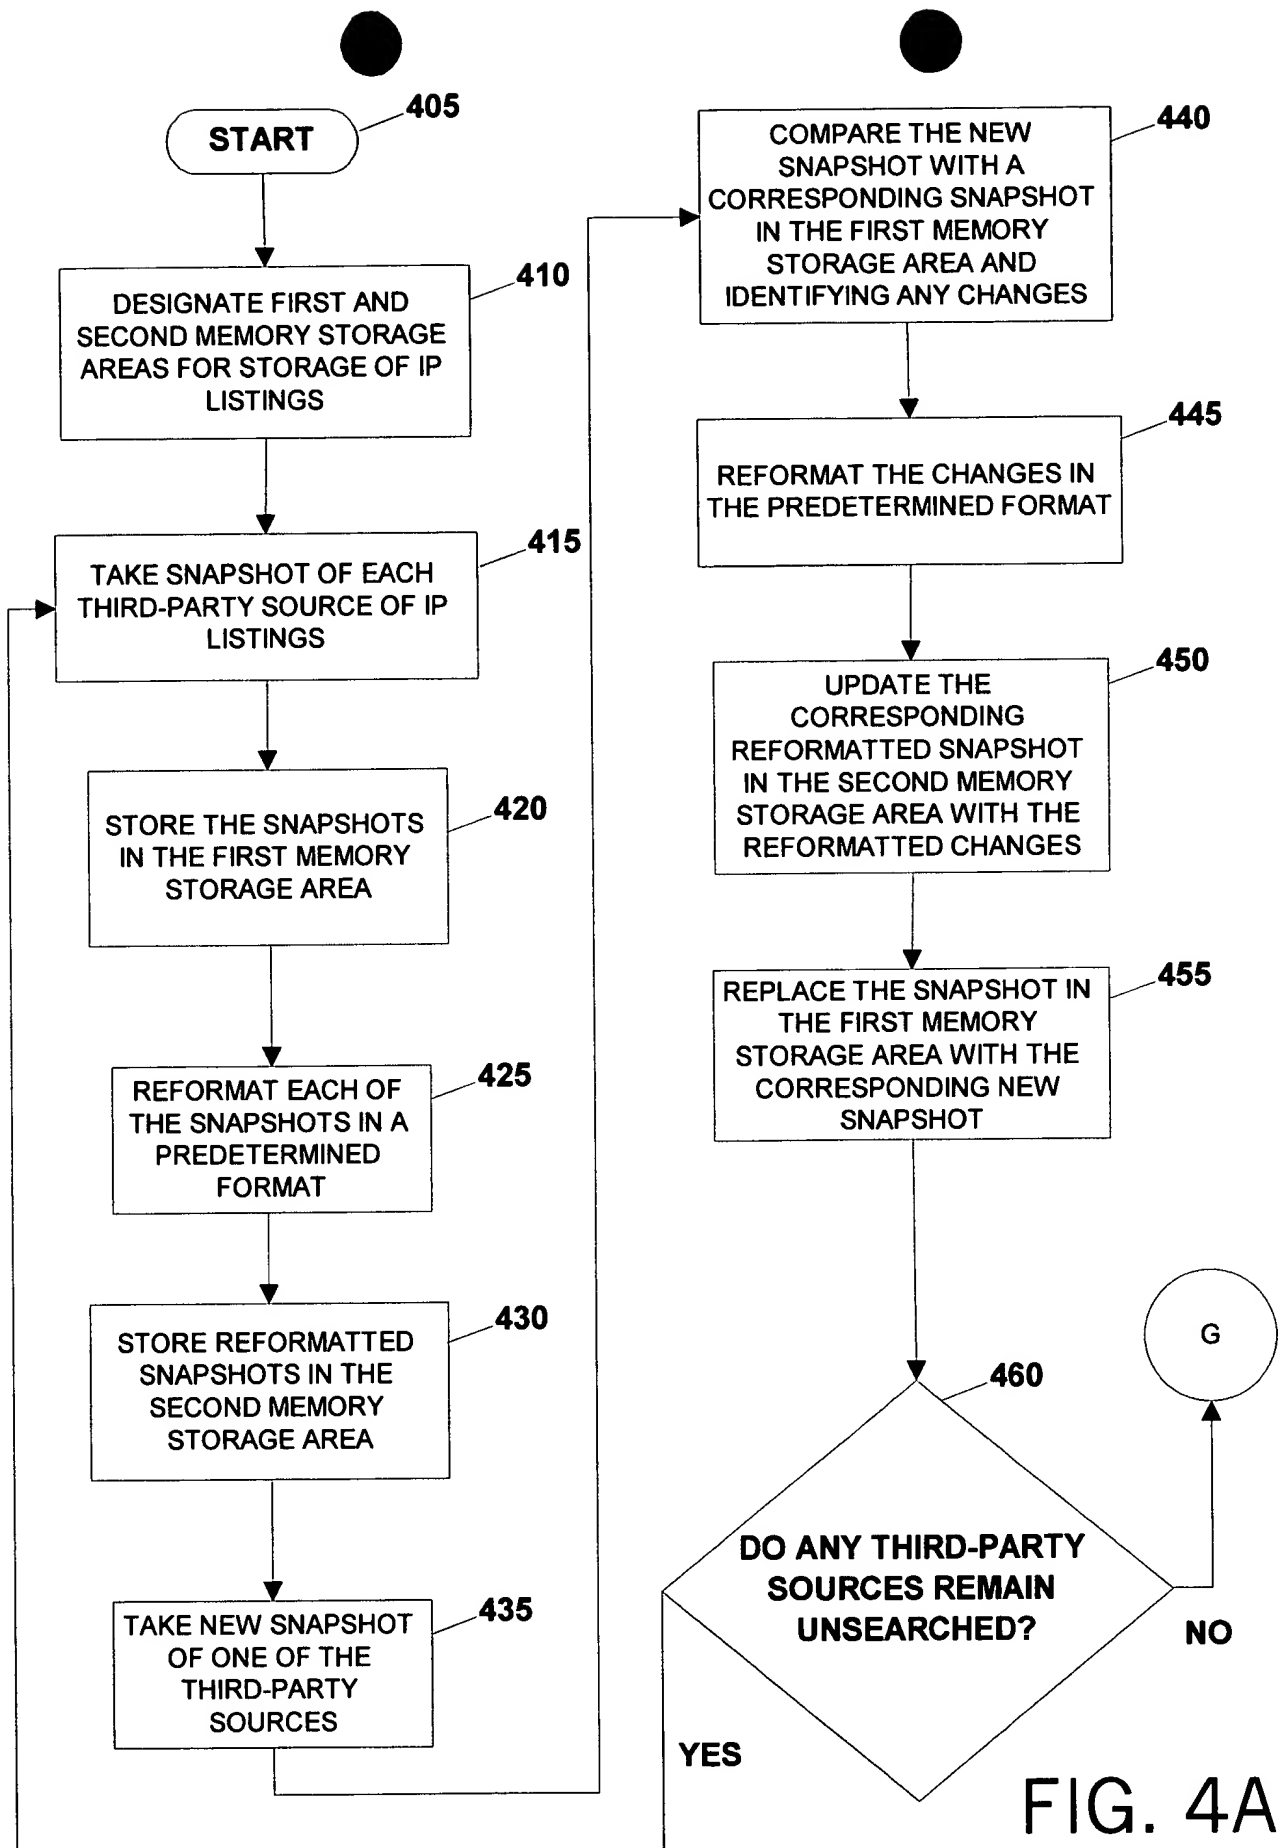 START
405
DESIGNATE FIRST AND
SECOND MEMORY STORAGE
AREAS FOR STORAGE OF IP
LISTINGS
410
TAKE SNAPSHOT OF EACH
THIRD-PARTY SOURCE OF IP
LISTINGS
415
STORE THE SNAPSHOTS
IN THE FIRST MEMORY
STORAGE AREA
420
REFORMAT EACH OF
THE SNAPSHOTS IN A
PREDETERMINED
FORMAT
425
STORE REFORMATTED
SNAPSHOTS IN THE
SECOND MEMORY
STORAGE AREA
430
TAKE NEW SNAPSHOT
OF ONE OF THE
THIRD-PARTY
SOURCES
435
COMPARE THE NEW
SNAPSHOT WITH A
CORRESPONDING SNAPSHOT
IN THE FIRST MEMORY
STORAGE AREA AND
IDENTIFYING ANY CHANGES
440
REFORMAT THE CHANGES IN
THE PREDETERMINED FORMAT
445
UPDATE THE
CORRESPONDING
REFORMATTED SNAPSHOT
IN THE SECOND MEMORY
STORAGE AREA WITH THE
REFORMATTED CHANGES
450
REPLACE THE SNAPSHOT IN
THE FIRST MEMORY
STORAGE AREA WITH THE
CORRESPONDING NEW
SNAPSHOT
455
DO ANY THIRD-PARTY
SOURCES REMAIN
UNSEARCHED?
460
G
NO
YES
FIG. 4A